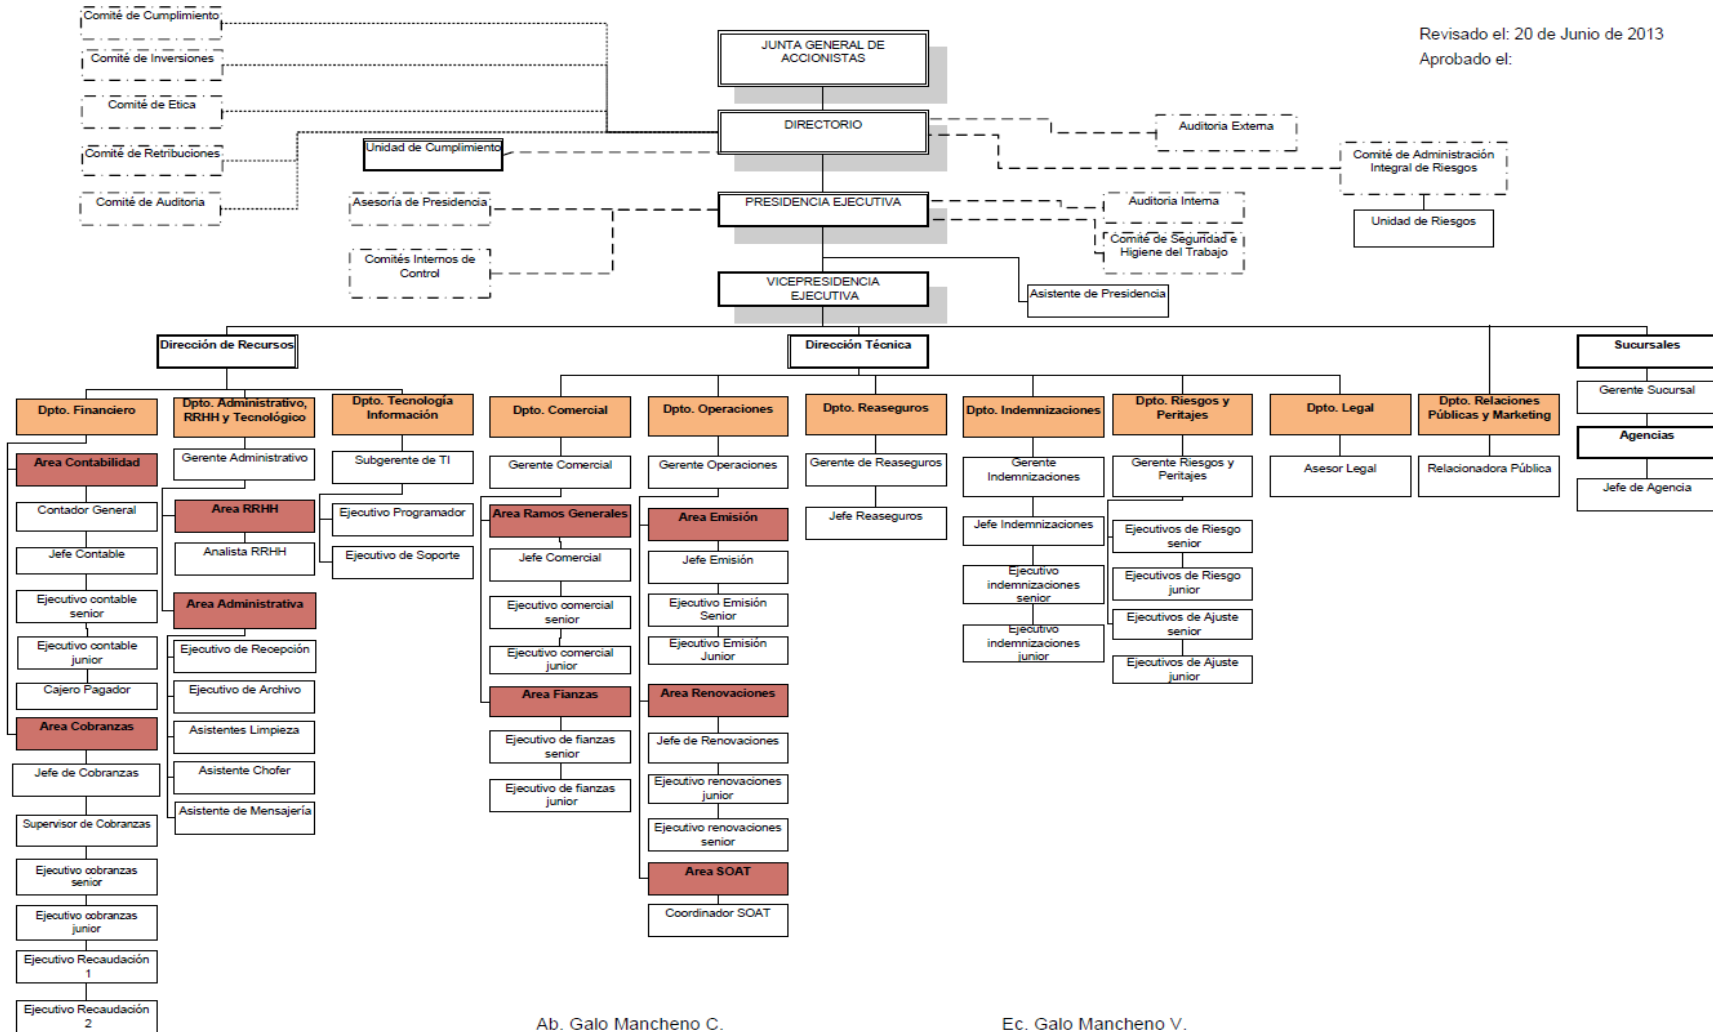 Comité de Cumplimiento
Comité de Inversiones
Comité de Etica
Comité de Retribuciones
Comité de Auditoria
JUNTA GENERAL DE
ACCIONISTAS
Revisado el: 20 de Junio de 2013
Aprobado el:
DIRECTORIO
Unidad de Cumplimiento
Auditoria Externa
Comité de Administración
Integral de Riesgos
Unidad de Riesgos
Asesoría de Presidencia
PRESIDENCIA EJECUTIVA
Auditoria Interna
Comité de Seguridad e
Higiene del Trabajo
Comités Internos de
Control
VICEPRESIDENCIA
EJECUTIVA
Asistente de Presidencia
Dirección de Recursos
Dirección Técnica
Sucursales
Gerente Sucursal
Agencias
Jefe de Agencia
Dpto. Financiero
Area Contabilidad
Contador General
Jefe Contable
Ejecutivo contable
senior
Ejecutivo contable
junior
Cajero Pagador
Area Cobranzas
Jefe de Cobranzas
Supervisor de Cobranzas
Ejecutivo cobranzas
senior
Ejecutivo cobranzas
junior
Ejecutivo Recaudación
1
Ejecutivo Recaudación
2
Dpto. Administrativo,
RRHH y Tecnológico
Gerente Administrativo
Area RRHH
Analista RRHH
Area Administrativa
Ejecutivo de Recepción
Ejecutivo de Archivo
Asistentes Limpieza
Asistente Chofer
Asistente de Mensajería
Dpto. Tecnología
Información
Subgerente de TI
Ejecutivo Programador
Ejecutivo de Soporte
Dpto. Comercial
Gerente Comercial
Area Ramos Generales
Jefe Comercial
Ejecutivo comercial
senior
Ejecutivo comercial
junior
Area Fianzas
Ejecutivo de fianzas
senior
Ejecutivo de fianzas
junior
Dpto. Operaciones
Gerente Operaciones
Area Emisión
Jefe Emisión
Ejecutivo Emisión
Senior
Ejecutivo Emisión
Junior
Area Renovaciones
Jefe de Renovaciones
Ejecutivo renovaciones
junior
Ejecutivo renovaciones
senior
Area SOAT
Coordinador SOAT
Dpto. Reaseguros
Gerente de Reaseguros
Jefe Reaseguros
Dpto. Indemnizaciones
Gerente
Indemnizaciones
Jefe Indemnizaciones
Ejecutivo
indemnizaciones
senior
Ejecutivo
indemnizaciones
junior
Dpto. Riesgos y
Peritajes
Gerente Riesgos y
Peritajes
Ejecutivos de Riesgo
senior
Ejecutivos de Riesgo
junior
Ejecutivos de Ajuste
senior
Ejecutivos de Ajuste
junior
Dpto. Legal
Asesor Legal
Dpto. Relaciones
Públicas y Marketing
Relacionadora Pública
Ab. Galo Mancheno C.
Ec. Galo Mancheno V.